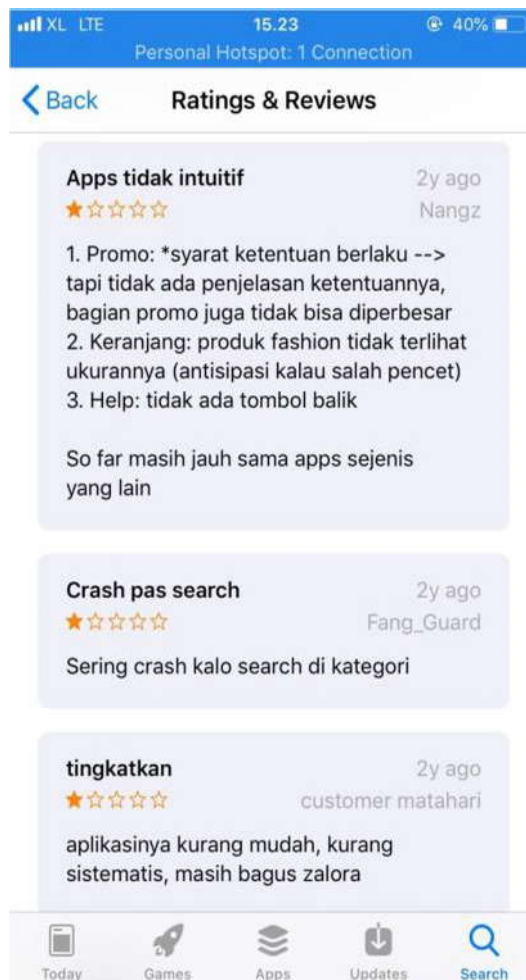 XL LTE 15.23 40%
Personal Hotspot: 1 Connection
Back Ratings & Reviews
Apps tidak intuitif 2y ago
Nangz
1. Promo: *syarat ketentuan berlaku -->
tapi tidak ada penjelasan ketentuannya,
bagian promo juga tidak bisa diperbesar
2. Keranjang: produk fashion tidak terlihat
ukurannya (antisipasi kalau salah pencet)
3. Help: tidak ada tombol balik
So far masih jauh sama apps sejenis
yang lain
Crash pas search 2y ago
Fang_Guard
Sering crash kalo search di kategori
tingkatkan 2y ago
customer matahari
aplikasinya kurang mudah, kurang
sistematis, masih bagus zalora
Today Games Apps Updates Search